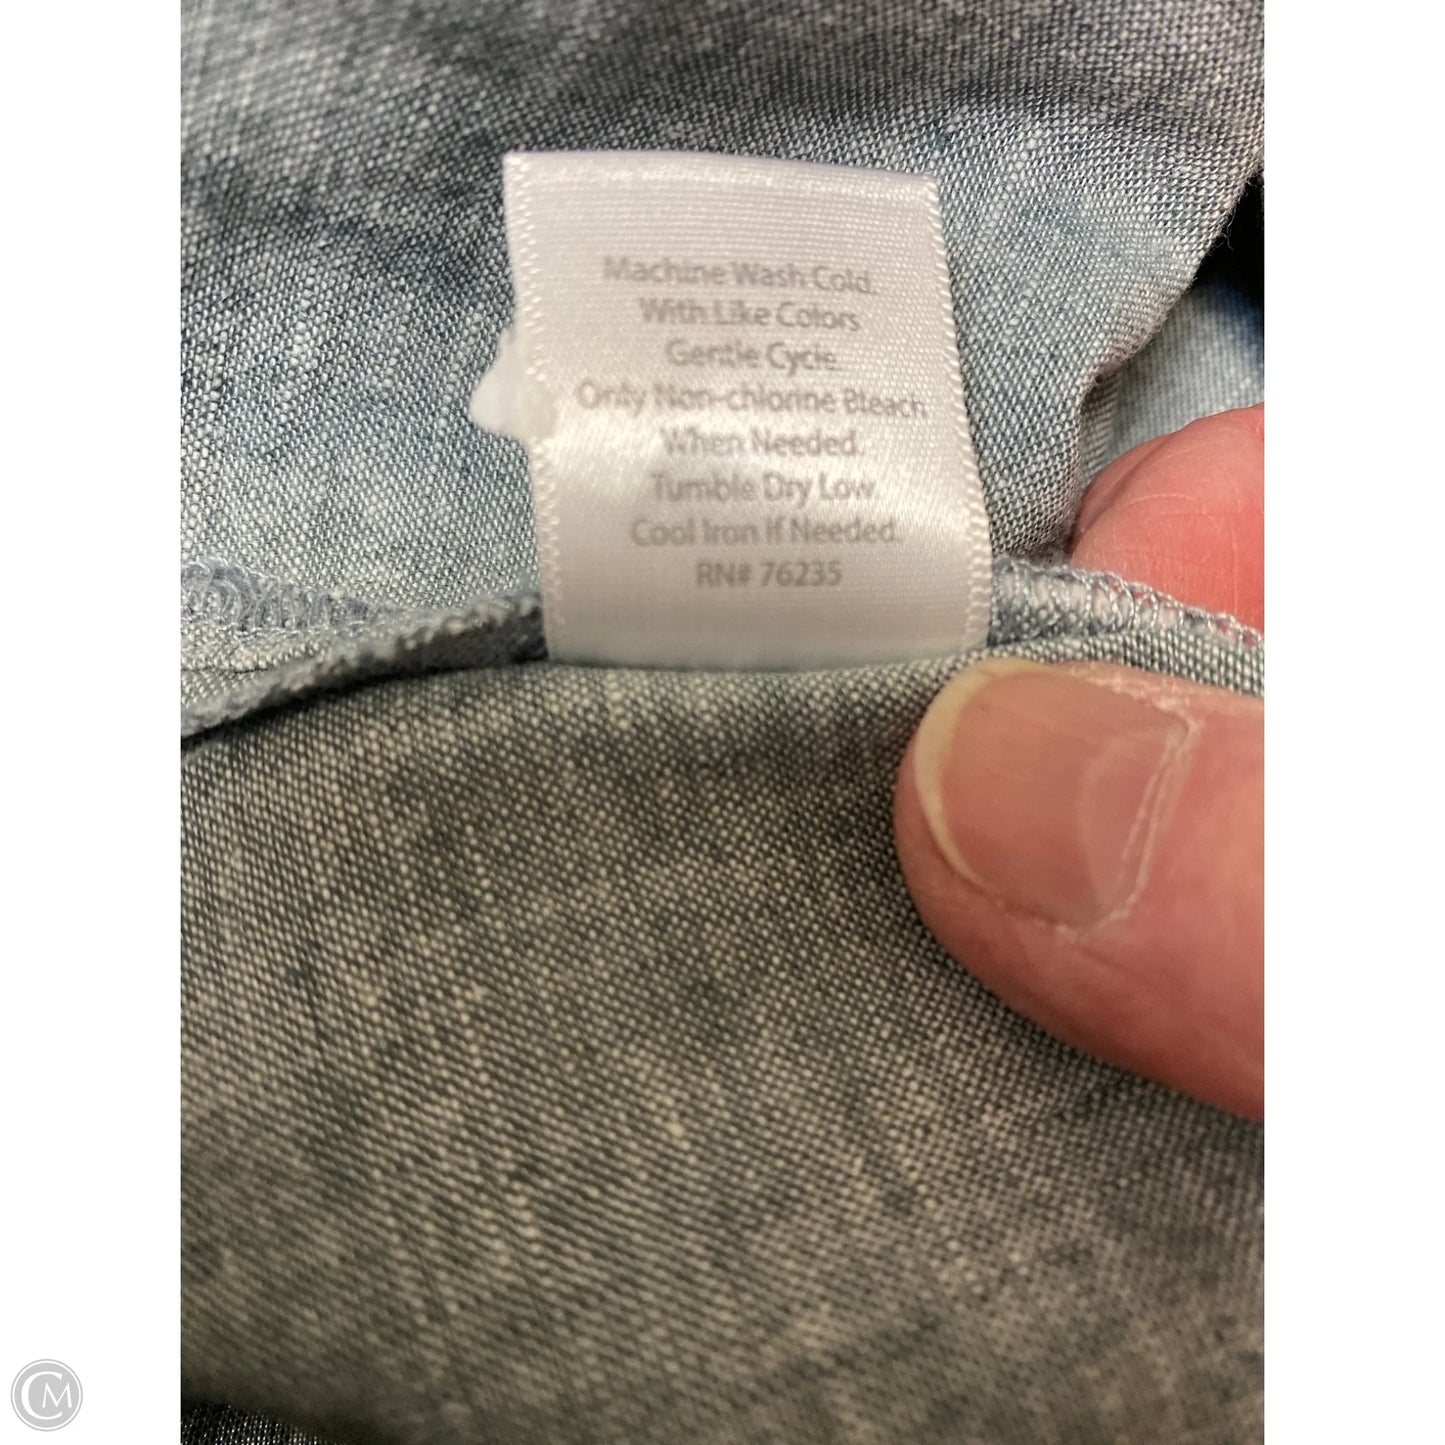 Machine Wash Cold.
With Like Colors
Gentle Cycle.
Only Non-chlorine Bleach
When Needed.
Tumble Dry Low
Cool Iron If Needed.
RN# 76235
CM